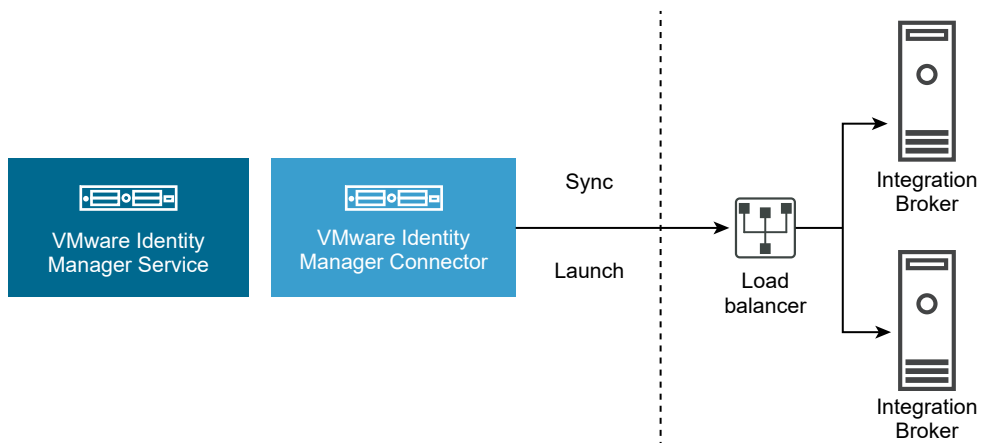 VMware Identity
Manager Service
VMware Identity
Manager Connector
Sync
Launch
Load
balancer
Integration
Broker
Integration
Broker